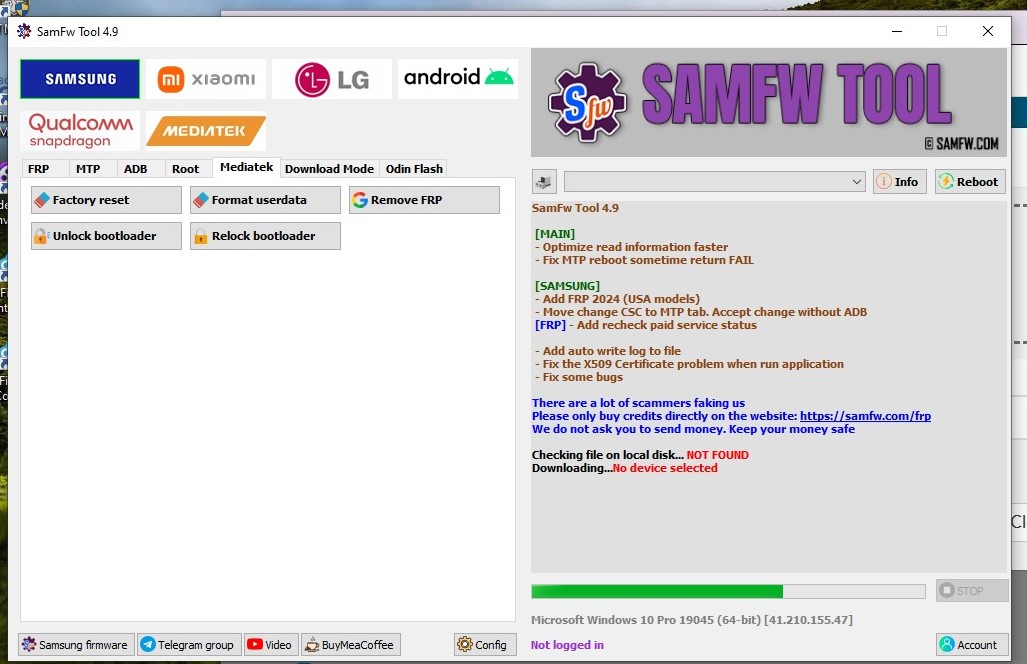 SamFw Tool 4.9
SAMSUNG
xiaomi
LG
android
Qualcomm
snapdragon
MEDIATEK
FRP MTP ADB Root Mediatek Download Mode Odin Flash
Factory reset
Format userdata
Remove FRP
Unlock bootloader
Relock bootloader
Sfw
SAMFW TOOL
© SAMFW.COM
Info
Reboot
SamFw Tool 4.9
[MAIN]
- Optimize read information faster
- Fix MTP reboot sometime return FAIL
[SAMSUNG]
- Add FRP 2024 (USA models)
- Move change CSC to MTP tab. Accept change without ADB
[FRP] - Add recheck paid service status
- Add auto write log to file
- Fix the X509 Certificate problem when run application
- Fix some bugs
There are a lot of scammers faking us
Please only buy credits directly on the website: https://samfw.com/frp
We do not ask you to send money. Keep your money safe
Checking file on local disk... NOT FOUND
Downloading...No device selected
STOP
Microsoft Windows 10 Pro 19045 (64-bit) [41.210.155.47]
Samsung firmware
Telegram group
Video
BuyMeaCoffee
Config
Not logged in
Account